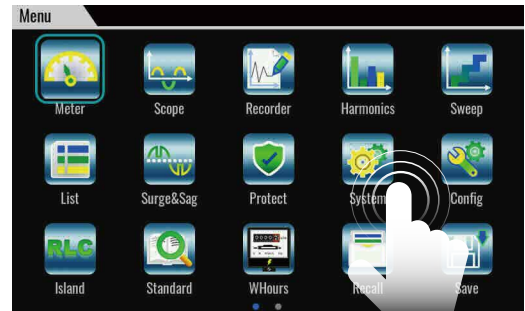 Menu
Meter Scope Recorder Harmonics Sweep
List Surge&Sag Protect System Config
RLC
Island Standard WHours Recall Save